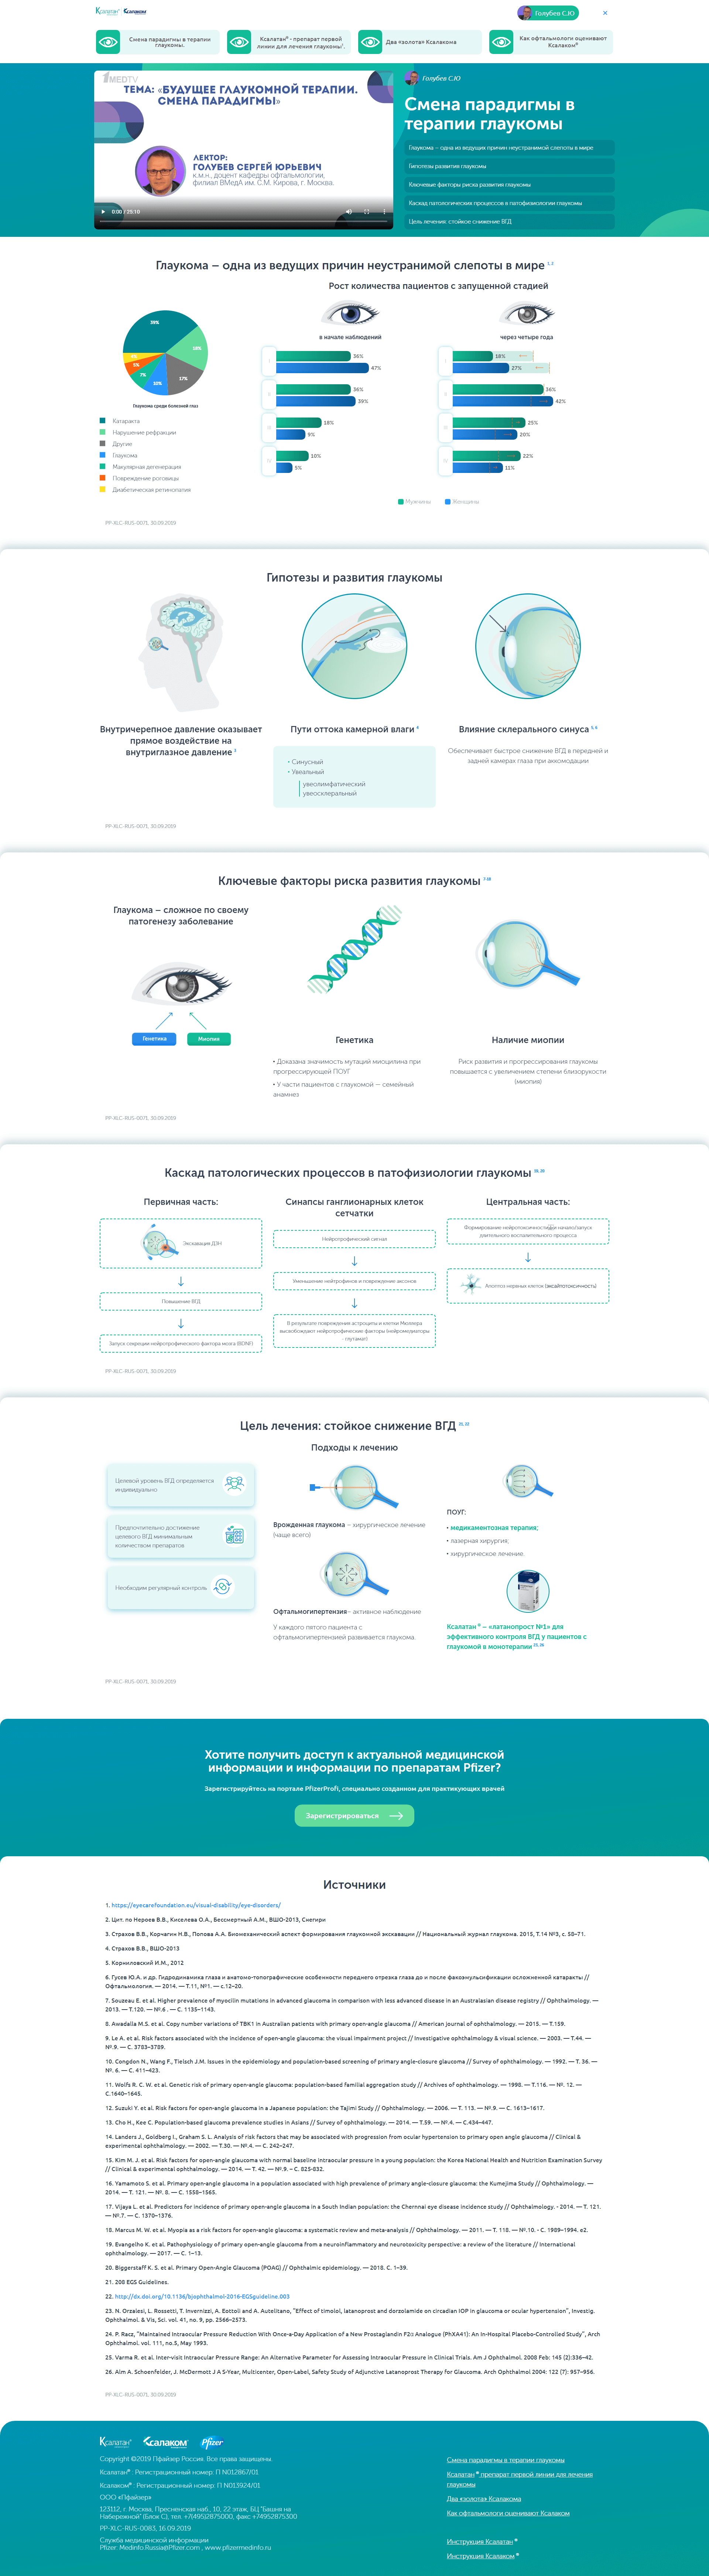 Ксалатан® Ксалаком
Голубев С.Ю
×
Смена парадигмы в терапии
глаукомы.
Ксалатан® - препарат первой
линии для лечения глаукомы
Два «золота» Ксалакома
Как офтальмологи оценивают
Ксалаком®
1MEDTV
ТЕМА: «БУДУЩЕЕ ГЛАУКОМНОЙ ТЕРАПИИ.
СМЕНА ПАРАДИГМЫ»
ЛЕКТОР:
ГОЛУБЕВ СЕРГЕЙ ЮРЬЕВИЧ
к.м.н., доцент кафедры офтальмологии,
филиал ВМедА им. С.М. Кирова, г. Москва.
0:00 / 25:10
Голубев С.Ю
Смена парадигмы в
терапии глаукомы
Глаукома – одна из ведущих причин неустранимой слепоты в мире
Гипотезы развития глаукомы
Ключевые факторы риска развития глаукомы
Каскад патологических процессов в патофизиологии глаукомы
Цель лечения: стойкое снижение ВГД
Глаукома – одна из ведущих причин неустранимой слепоты в мире 1, 2
Рост количества пациентов с запущенной стадией
39%
18%
17%
10%
7%
5%
Глаукома среди болезней глаз
Катаракта
Нарушение рефракции
Другие
Глаукома
Макулярная дегенерация
Повреждение роговицы
Диабетическая ретинопатия
в начале наблюдений
36%
47%
36%
39%
18%
9%
10%
5%
через четыре года
18%
27%
36%
42%
25%
20%
22%
11%
Мужчины
Женщины
PP-XLC-RUS-0071, 30.09.2019
Гипотезы и развития глаукомы
Внутричерепное давление оказывает
прямое воздействие на
внутриглазное давление 3
Пути оттока камерной влаги 4
• Синусный
• Увеальный
увеолимфатический
увеосклеральный
Влияние склерального синуса 5, 6
Обеспечивает быстрое снижение ВГД в передней и
задней камерах глаза при аккомодации
PP-XLC-RUS-0071, 30.09.2019
Ключевые факторы риска развития глаукомы 7-18
Глаукома – сложное по своему
патогенезу заболевание
Генетика
Миопия
Генетика
• Доказана значимость мутаций миоцилина при
прогрессирующей ПОУГ
• У части пациентов с глаукомой — семейный
анамнез
Наличие миопии
Риск развития и прогрессирования глаукомы
повышается с увеличением степени близорукости
(миопия)
PP-XLC-RUS-0071, 30.09.2019
Каскад патологических процессов в патофизиологии глаукомы 19, 20
Первичная часть:
Экскавация ДЗН
Повышение ВГД
Запуск секреции нейротрофического фактора мозга (BDNF)
Синапсы ганглионарных клеток
сетчатки
Нейротрофический сигнал
Уменьшение нейтрофинов и повреждение аксонов
В результате повреждения астроциты и клетки Мюллера
высвобождают нейротрофические факторы (нейромедиаторы
- глутамат)
Центральная часть:
Формирование нейротоксичности
длительного воспалительного процесса
Апоптоз нервных клеток (эксайтотоксичность)
PP-XLC-RUS-0071, 30.09.2019
Цель лечения: стойкое снижение ВГД 21, 22
Подходы к лечению
Целевой уровень ВГД определяется
индивидуально
Предпочтительно достижение
целевого ВГД минимальным
количеством препаратов
Необходим регулярный контроль
Врожденная глаукома – хирургическое лечение
(чаще всего)
Офтальмогипертензия– активное наблюдение
У каждого пятого пациента с
офтальмогипертензией развивается глаукома.
ПОУГ:
• медикаментозная терапия;
• лазерная хирургия;
• хирургическое лечение.
Ксалатан® – «латанопрост №1» для
эффективного контроля ВГД у пациентов с
глаукомой в монотерапии 23, 26
PP-XLC-RUS-0071, 30.09.2019
Хотите получить доступ к актуальной медицинской
информации и информации по препаратам Pfizer?
Зарегистрируйтесь на портале PfizerProfi, специально созданном для практикующих врачей
Зарегистрироваться
Источники
1. https://eyecarefoundation.eu/visual-disability/eye-disorders/
2. Цит. по Нероев В.В., Киселева О.А., Бессмертный А.М., ВШО-2013, Снегири
3. Страхов В.В., Корчагин Н.В., Попова А.А. Биомеханический аспект формирования глаукомной экскавации // Национальный журнал глаукома. 2015, Т.14 №3, с. 58–71.
4. Страхов В.В., ВШО-2013
5. Корниловский И.М., 2012
6. Гусев Ю.А. и др. Гидродинамика глаза и анатомо-топографические особенности переднего отрезка глаза до и после факоэмульсификации осложненной катаракты //
Офтальмология. — 2014. — Т.11, №1. — с.12–20.
7. Souzeau E. et al. Higher prevalence of myocilin mutations in advanced glaucoma in comparison with less advanced disease in an Australasian disease registry // Ophthalmology. —
2013. — Т.120. — №.6 . — С. 1135–1143.
8. Awadalla M.S. et al. Copy number variations of TBK1 in Australian patients with primary open-angle glaucoma // American journal of ophthalmology. — 2015. — Т.159.
9. Le A. et al. Risk factors associated with the incidence of open-angle glaucoma: the visual impairment project // Investigative ophthalmology & visual science. — 2003. — Т.44. —
№.9. — С. 3783–3789.
10. Congdon N., Wang F., Tielsch J.M. Issues in the epidemiology and population-based screening of primary angle-closure glaucoma // Survey of ophthalmology. — 1992. — Т. 36. —
№. 6. — С. 411–423.
11. Wolfs R. C. W. et al. Genetic risk of primary open-angle glaucoma: population-based familial aggregation study // Archives of ophthalmology. — 1998. — Т.116. — №. 12. —
С.1640–1645.
12. Suzuki Y. et al. Risk factors for open-angle glaucoma in a Japanese population: the Tajimi Study // Ophthalmology. — 2006. — Т. 113. — №.9. — С. 1613–1617.
13. Cho H., Kee C. Population-based glaucoma prevalence studies in Asians // Survey of ophthalmology. — 2014. — Т.59. — №.4. — С.434–447.
14. Landers J., Goldberg I., Graham S. L. Analysis of risk factors that may be associated with progression from ocular hypertension to primary open angle glaucoma // Clinical &
experimental ophthalmology. — 2002. — Т.30. — №.4. — С. 242–247.
15. Kim M. J. et al. Risk factors for open-angle glaucoma with normal baseline intraocular pressure in a young population: the Korea National Health and Nutrition Examination Survey
// Clinical & experimental ophthalmology. — 2014. — Т. 42. — №.9. – С. 825-832.
16. Yamamoto S. et al. Primary open-angle glaucoma in a population associated with high prevalence of primary angle-closure glaucoma: the Kumejima Study // Ophthalmology. —
2014. — Т. 121. — №. 8. — С. 1558–1565.
17. Vijaya L. et al. Predictors for incidence of primary open-angle glaucoma in a South Indian population: the Chennai eye disease incidence study // Ophthalmology. - 2014. — Т. 121.
— №.7. — С. 1370–1376.
18. Marcus M. W. et al. Myopia as a risk factors for open-angle glaucoma: a systematic review and meta-analysis // Ophthalmology. — 2011. — Т. 118. — №.10. - С. 1989–1994. e2.
19. Evangelho K. et al. Pathophysiology of primary open-angle glaucoma from a neuroinflammatory and neurotoxicity perspective: a review of the literature // International
ophthalmology. — 2017. — С. 1–13.
20. Biggerstaff K. S. et al. Primary Open-Angle Glaucoma (POAG) // Ophthalmic epidemiology. — 2018. С. 1–39.
21. 208 EGS Guidelines.
22. http://dx.doi.org/10.1136/bjophthalmol-2016-EGSguideline.003
23. N. Orzalesi, L. Rossetti, T. Invernizzi, A. Bottoli and A. Autelitano, "Effect of timolol, latanoprost and dorzolamide on circadian IOP in glaucoma or ocular hypertension", Investig.
Ophthalmol. & Vis, Sci. vol. 41, no. 9, pp. 2566–2573.
24. P. Racz, "Maintained Intraocular Pressure Reduction With Once-a-Day Application of a New Prostaglandin F2α Analogue (PhXA41): An In-Hospital Placebo-Controlled Study", Arch
Ophthalmol. vol. 111, no.5, May 1993.
25. Varma R. et al. Inter-visit Intraocular Pressure Range: An Alternative Parameter for Assessing Intraocular Pressure in Clinical Trials. Am J Ophthalmol. 2008 Feb: 145 (2):336–42.
26. Alm A. Schoenfelder, J. McDermott J A 5-Year, Multicenter, Open-Label, Safety Study of Adjunctive Latanoprost Therapy for Glaucoma. Arch Ophthalmol 2004: 122 (7): 957–956.
PP-XLC-RUS-0071, 30.09.2019
Ксалатан® Ксалаком® Pfizer
Copyright ©2019 Пфайзер Россия. Все права защищены.
Ксалатан®: Регистрационный номер: П N012867/01
Ксалаком®: Регистрационный номер: П N013924/01
ООО «Пфайзер»
123112, г. Москва, Пресненская наб., 10, 22 этаж, БЦ "Башня на
Набережной" (Блок С), тел. +7(495)2875000, факс +74952875300
PP-XLC-RUS-0083, 16.09.2019
Служба медицинской информации
Pfizer: Medinfo.Russia@Pfizer.com , www.pfizermedinfo.ru
Смена парадигмы в терапии глаукомы
Ксалатан® препарат первой линии для лечения
глаукомы
Два «золота» Ксалакома
Как офтальмологи оценивают Ксалаком
Инструкция Ксалатан®
Инструкция Ксалаком®